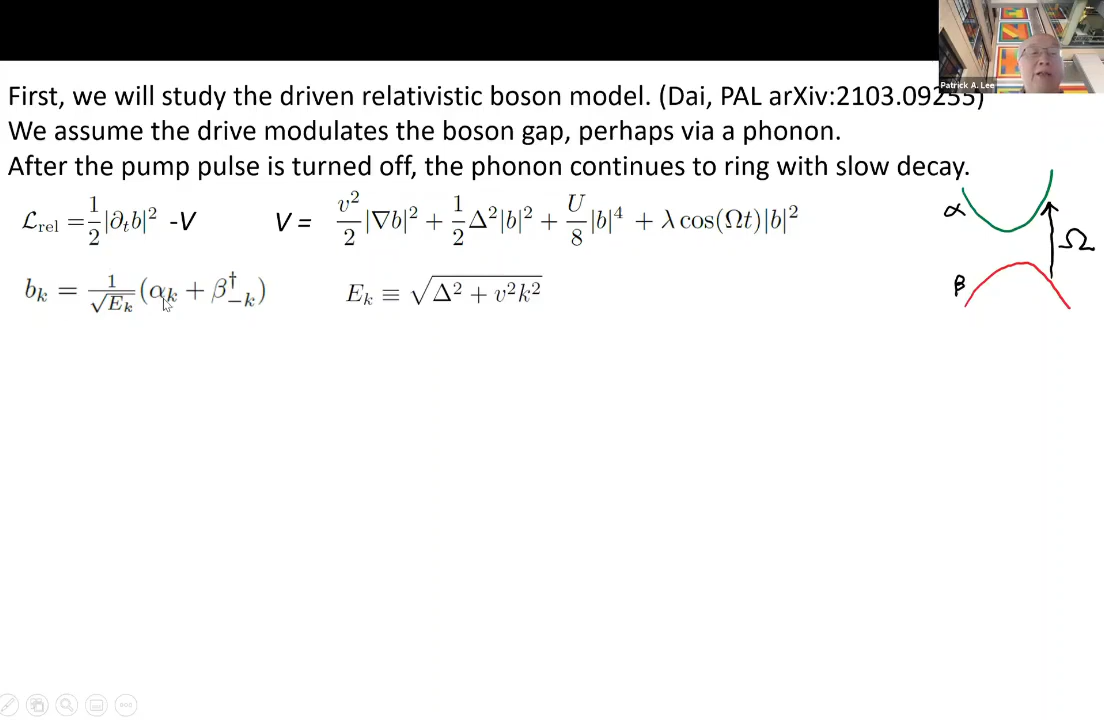 Patrick A. Lee
First, we will study the driven relativistic boson model. (Dai, PAL arXiv:2103.09255)
We assume the drive modulates the boson gap, perhaps via a phonon.
After the pump pulse is turned off, the phonon continues to ring with slow decay.
ℒ_rel = 1/2 |∂_t b|² -V V = v²/2 |∇b|² + 1/2 Δ²|b|² + U/8 |b|⁴ + λ cos(Ωt)|b|²
b_k = 1/√E_k (α_k + β†_{-k}) E_k ≡ √(Δ² + v²k²)
α
Ω
β